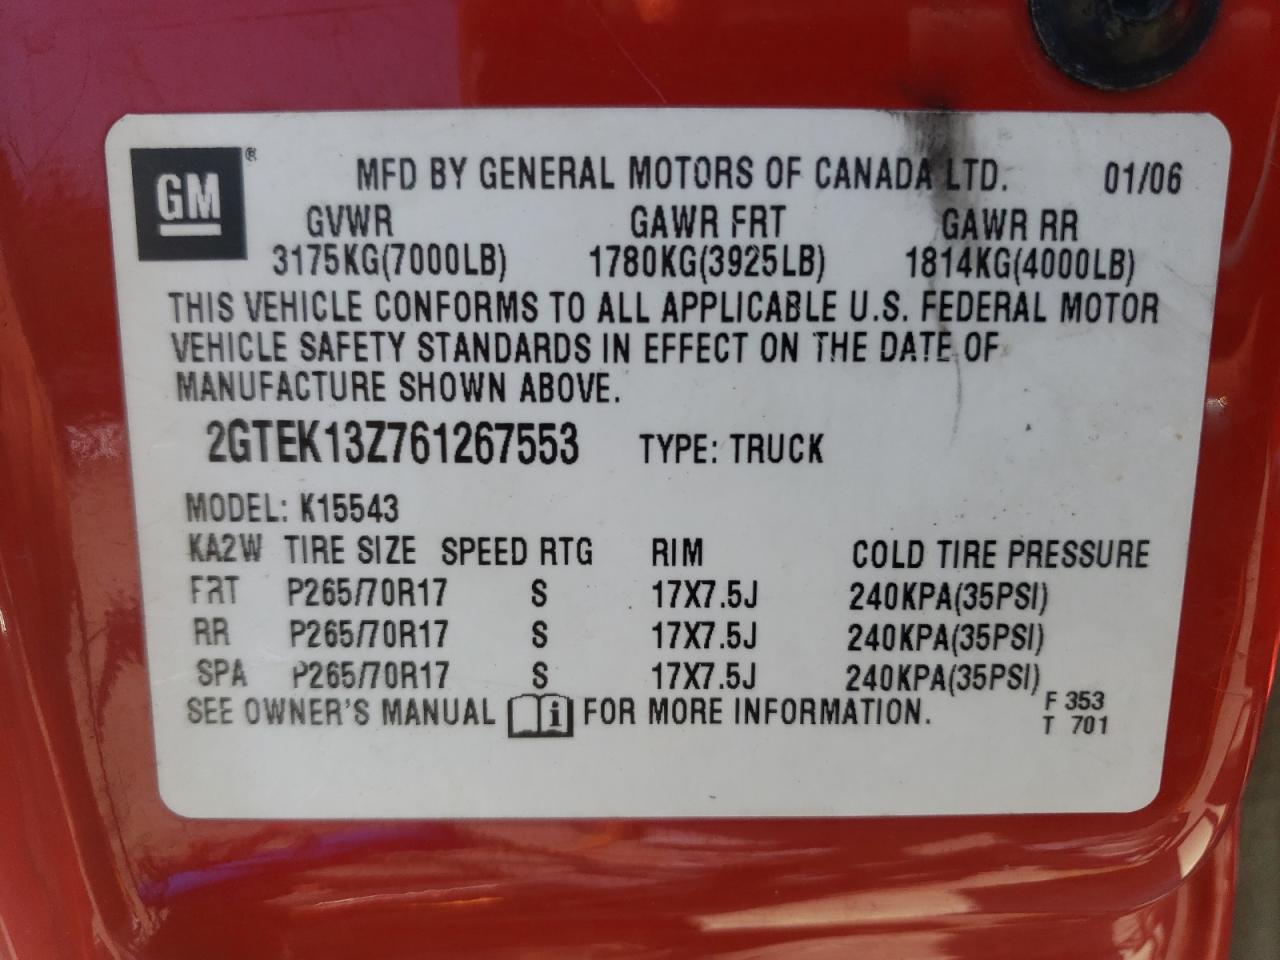 GM®
MFD BY GENERAL MOTORS OF CANADA LTD. 01/06
GVWR GAWR FRT GAWR RR
3175KG(7000LB) 1780KG(3925LB) 1814KG(4000LB)
THIS VEHICLE CONFORMS TO ALL APPLICABLE U.S. FEDERAL MOTOR
VEHICLE SAFETY STANDARDS IN EFFECT ON THE DATE OF
MANUFACTURE SHOWN ABOVE.
2GTEK13Z761267553 TYPE: TRUCK
MODEL: K15543
KA2W TIRE SIZE SPEED RTG RIM COLD TIRE PRESSURE
FRT P265/70R17 S 17X7.5J 240KPA(35PSI)
RR P265/70R17 S 17X7.5J 240KPA(35PSI)
SPA P265/70R17 S 17X7.5J 240KPA(35PSI)
SEE OWNER'S MANUAL i FOR MORE INFORMATION.
F 353
T 701